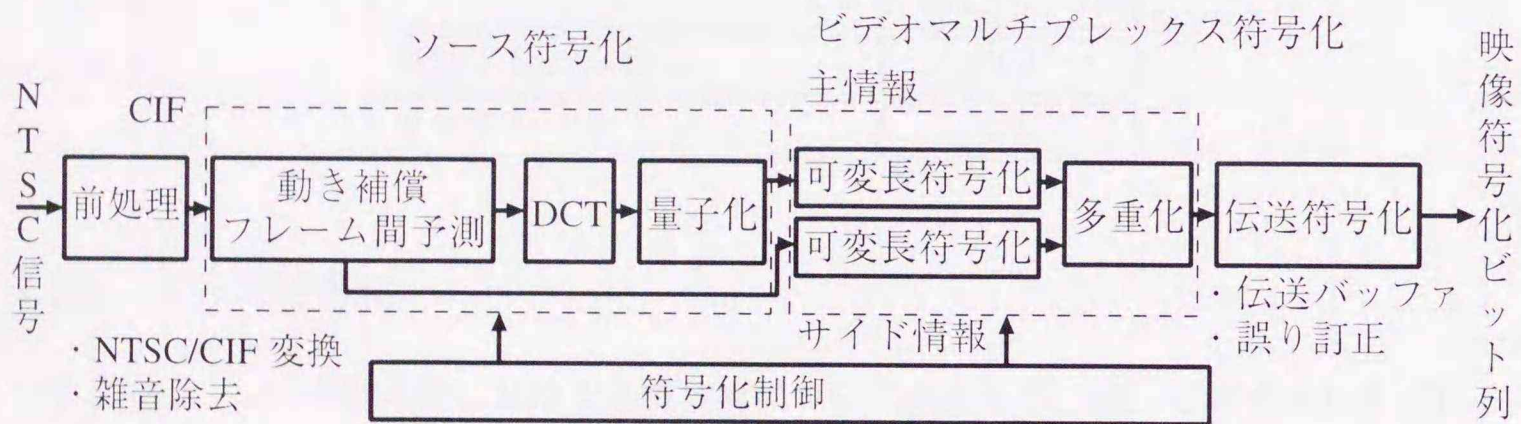 ソース符号化
ビデオマルチプレックス符号化
NTSC信号
CIF
主情報
前処理
動き補償
フレーム間予測
DCT
量子化
可変長符号化
可変長符号化
多重化
伝送符号化
映像符号化ビット列
・NTSC/CIF 変換
・雑音除去
サイド情報
・伝送バッファ
・誤り訂正
符号化制御